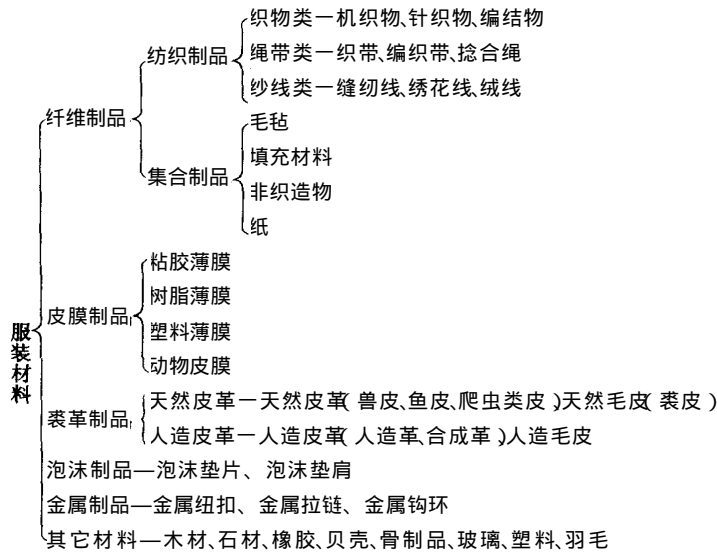 服装材料
纤维制品
纺织制品
织物类—机织物、针织物、编结物
绳带类—织带、编织带、捻合绳
纱线类—缝纫线、绣花线、绒线
集合制品
毛毡
填充材料
非织造物
纸
皮膜制品
粘胶薄膜
树脂薄膜
塑料薄膜
动物皮膜
裘革制品
天然皮革—天然皮革(兽皮、鱼皮、爬虫类皮)天然毛皮(裘皮)
人造皮革—人造皮革(人造革、合成革)人造毛皮
泡沫制品—泡沫垫片、泡沫垫肩
金属制品—金属纽扣、金属拉链、金属钩环
其它材料—木材、石材、橡胶、贝壳、骨制品、玻璃、塑料、羽毛